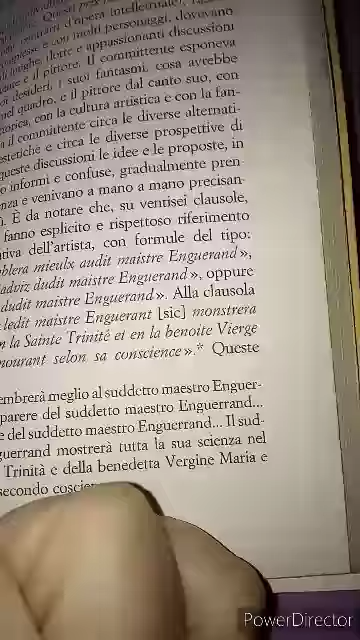 d'opera intellettuale,
e con molti personaggi, dovevano
dotte e appassionanti discussioni
e il pittore. Il committente esponeva
desideri, i suoi fantasmi, cosa avrebbe
nel quadro, e il pittore dal canto suo, con
con la cultura artistica e con la fan-
a il committente circa le diverse alternati-
e circa le diverse prospettive di
queste discussioni le idee e le proposte, in
o informi e confuse, gradualmente pren-
e venivano a mano a mano precisan-
. È da notare che, su ventisei clausole,
fanno esplicito e rispettoso riferimento
dell'artista, con formule del tipo:
mieulx audit maistre Enguerand»,
dudit maistre Enguerand», oppure
dudit maistre Enguerand». Alla clausola
ledit maistre Enguerant [sic] monstrera
la Sainte Trinité et en la benoite Vierge
selon sa conscience».* Queste
meglio al suddetto maestro Enguer-
parere del suddetto maestro Enguerrand...
e del suddetto maestro Enguerrand... Il sud-
mostrerà tutta la sua scienza nel
Trinità e della benedetta Vergine Maria e
secondo
PowerDirector